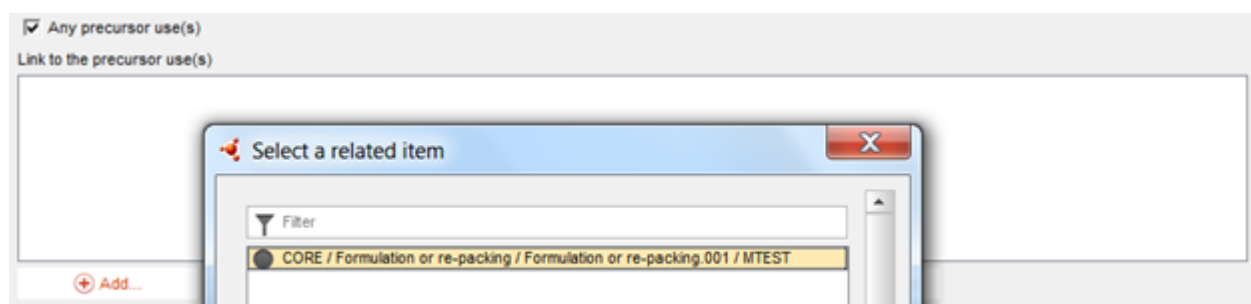 Any precursor use(s)
Link to the precursor use(s)
Select a related item
Filter
CORE / Formulation or re-packing / Formulation or re-packing.001 / MTEST
Add...